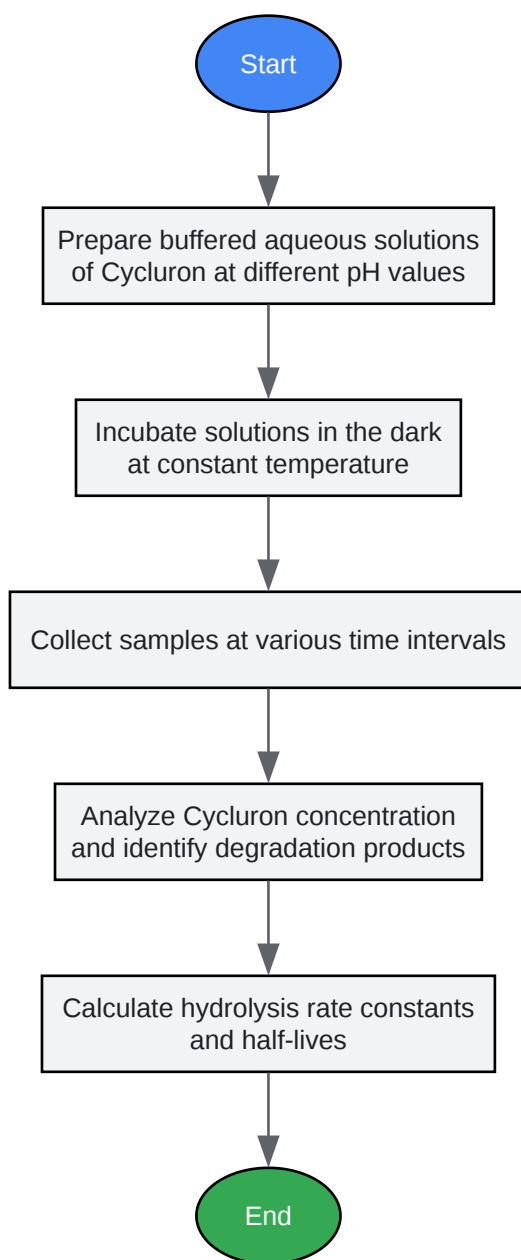 Start
Prepare buffered aqueous solutions
of Cycluron at different pH values
Incubate solutions in the dark
at constant temperature
Collect samples at various time intervals
Analyze Cycluron concentration
and identify degradation products
Calculate hydrolysis rate constants
and half-lives
End